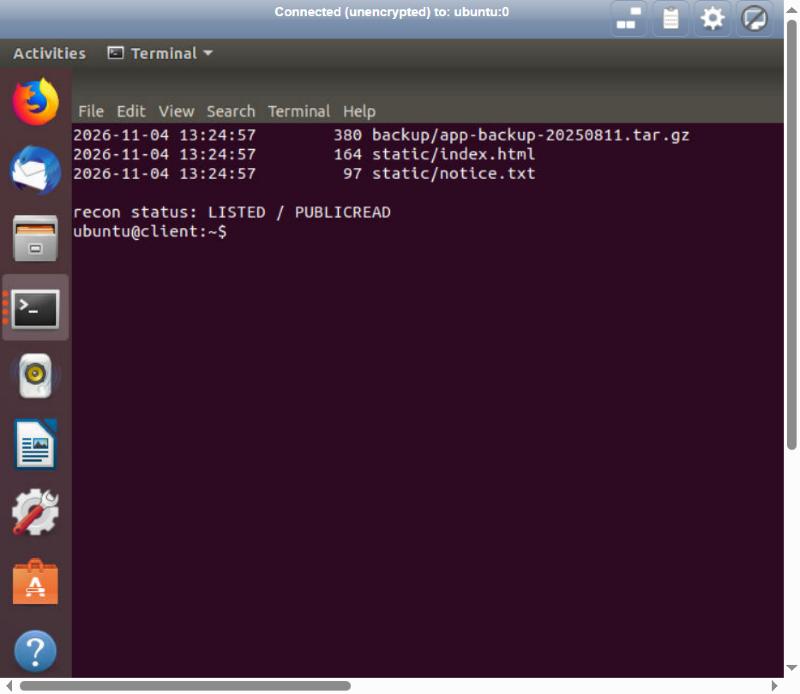 Connected (unencrypted) to: ubuntu:0
Activities Terminal
File Edit View Search Terminal Help
2026-11-04 13:24:57 380 backup/app-backup-20250811.tar.gz
2026-11-04 13:24:57 164 static/index.html
2026-11-04 13:24:57 97 static/notice.txt
recon status: LISTED / PUBLICREAD
ubuntu@client:~$